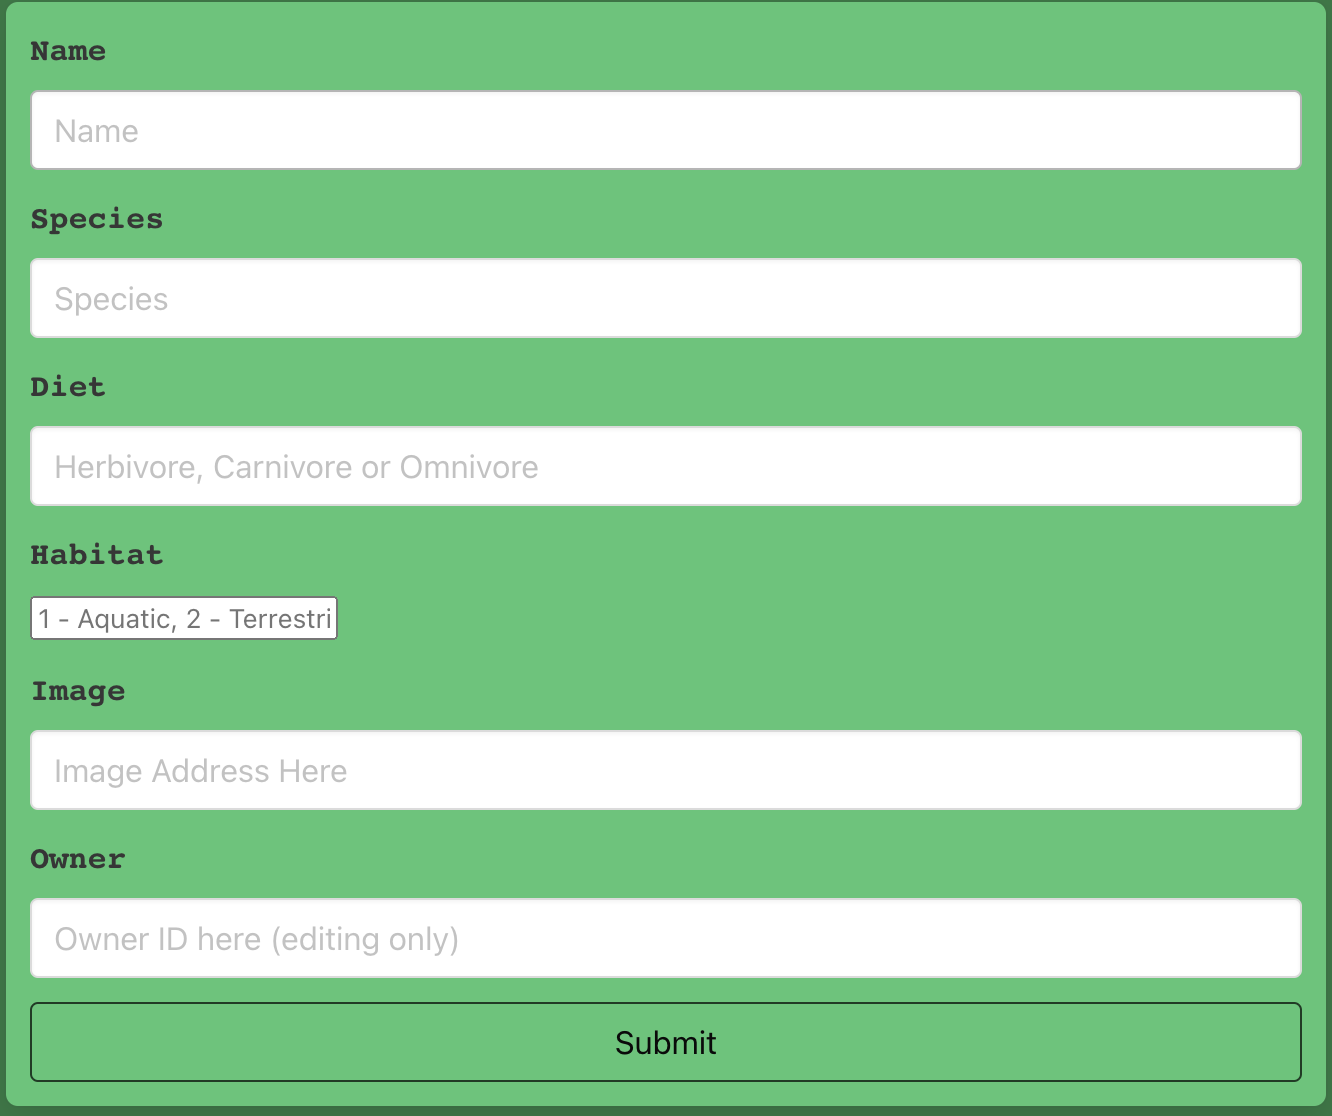 Name
Name
Species
Species
Diet
Herbivore, Carnivore or Omnivore
Habitat
1 - Aquatic, 2 - Terrestri
Image
Image Address Here
Owner
Owner ID here (editing only)
Submit